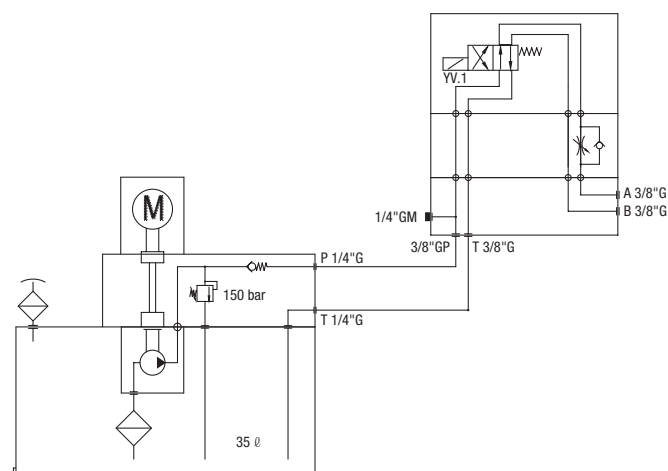 YV.1
A 3/8"G
B 3/8"G
1/4"GM
3/8"GP
T 3/8"G
M
P 1/4"G
150 bar
T 1/4"G
35 ℓ